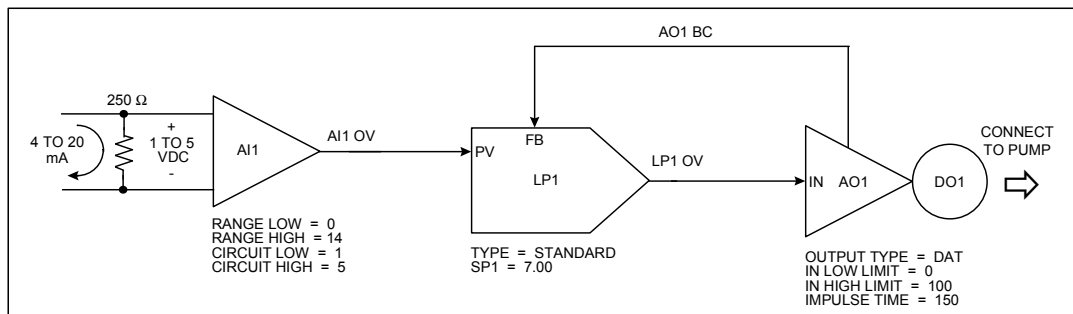 AO1 BC
250 Ω
4 TO 20
mA
+
1 TO 5
VDC
-
AI1
AI1 OV
PV
FB
LP1
LP1 OV
IN
AO1
DO1
CONNECT
TO PUMP
RANGE LOW = 0
RANGE HIGH = 14
CIRCUIT LOW = 1
CIRCUIT HIGH = 5
TYPE = STANDARD
SP1 = 7.00
OUTPUT TYPE = DAT
IN LOW LIMIT = 0
IN HIGH LIMIT = 100
IMPULSE TIME = 150